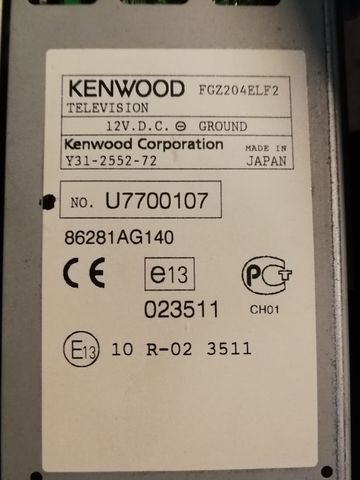 KENWOOD FGZ204ELF2
TELEVISION
12V.D.C. ⊖ GROUND
Kenwood Corporation MADE IN
Y31-2552-72 JAPAN
NO. U7700107
86281AG140
CE e13 PCT
023511 CH01
E13 10 R-02 3511